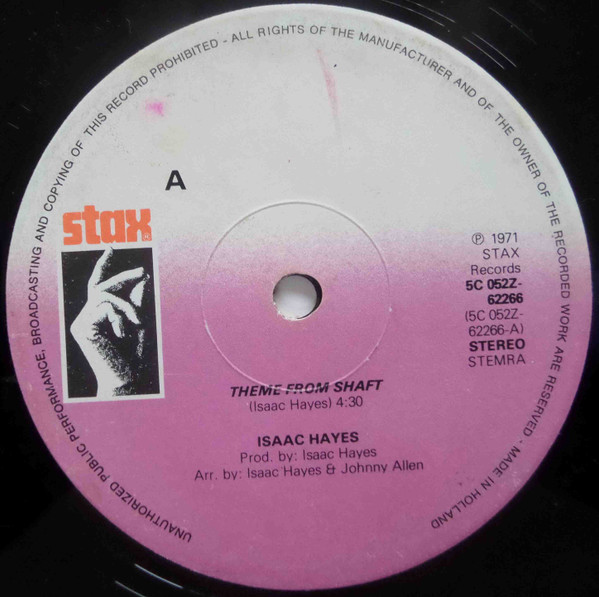 UNAUTHORIZED PUBLIC PERFORMANCE, BROADCASTING AND COPYING OF THIS RECORD PROHIBITED - ALL RIGHTS OF THE MANUFACTURER AND OF THE OWNER OF THE RECORDED WORK ARE RESERVED - MADE IN HOLLAND
A
stax®
℗ 1971
STAX
Records
5C 052Z-
62266
(5C 052Z-
62266-A)
STEREO
STEMRA
THEME FROM SHAFT
(Isaac Hayes) 4:30
ISAAC HAYES
Prod. by: Isaac Hayes
Arr. by: Isaac Hayes & Johnny Allen